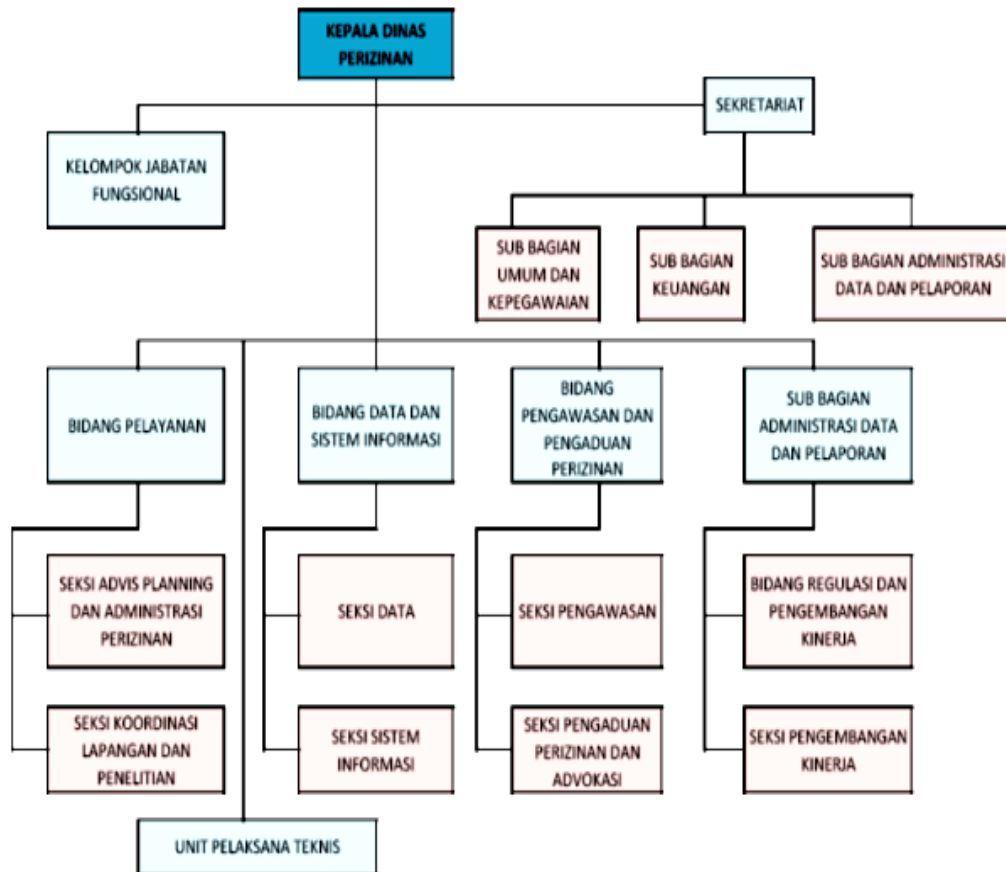 KEPALA DINAS
PERIZINAN
SEKRETARIAT
KELOMPOK JABATAN
FUNGSIONAL
SUB BAGIAN
UMUM DAN
KEPEGAWAIAN
SUB BAGIAN
KEUANGAN
SUB BAGIAN ADMINISTRASI
DATA DAN PELAPORAN
BIDANG PELAYANAN
BIDANG DATA DAN
SISTEM INFORMASI
BIDANG
PENGAWASAN DAN
PENGADUAN
PERIZINAN
SUB BAGIAN
ADMINISTRASI DATA
DAN PELAPORAN
SEKSI ADVIS PLANNING
DAN ADMINISTRASI
PERIZINAN
SEKSI DATA
SEKSI PENGAWASAN
BIDANG REGULASI DAN
PENGEMBANGAN
KINERJA
SEKSI KOORDINASI
LAPANGAN DAN
PENELITIAN
SEKSI SISTEM
INFORMASI
SEKSI PENGADUAN
PERIZINAN DAN
ADVOKASI
SEKSI PENGEMBANGAN
KINERJA
UNIT PELAKSANA TEKNIS